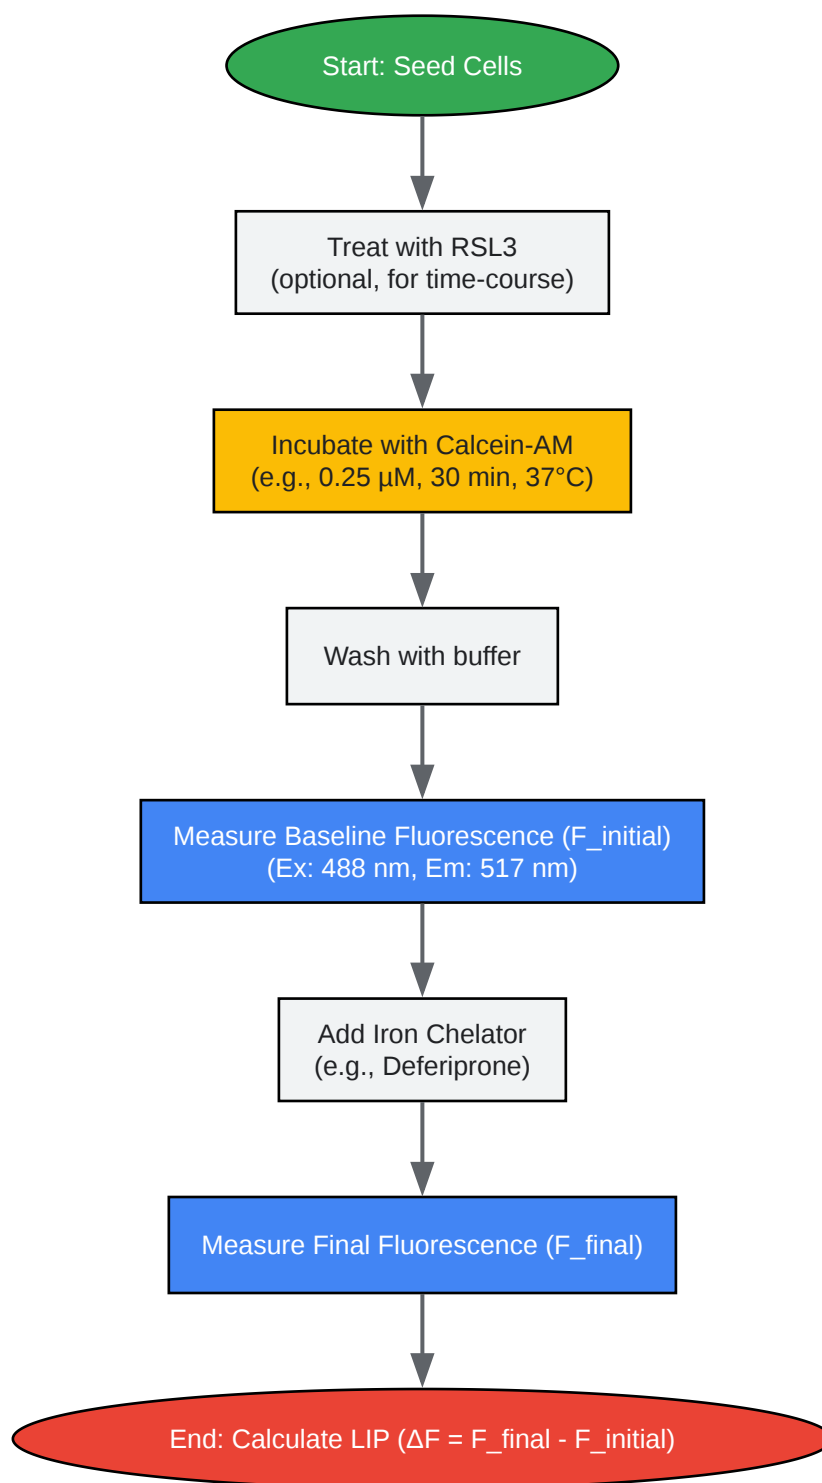 Start: Seed Cells
Treat with RSL3
(optional, for time-course)
Incubate with Calcein-AM
(e.g., 0.25 µM, 30 min, 37°C)
Wash with buffer
Measure Baseline Fluorescence (F_initial)
(Ex: 488 nm, Em: 517 nm)
Add Iron Chelator
(e.g., Deferiprone)
Measure Final Fluorescence (F_final)
End: Calculate LIP (ΔF = F_final - F_initial)